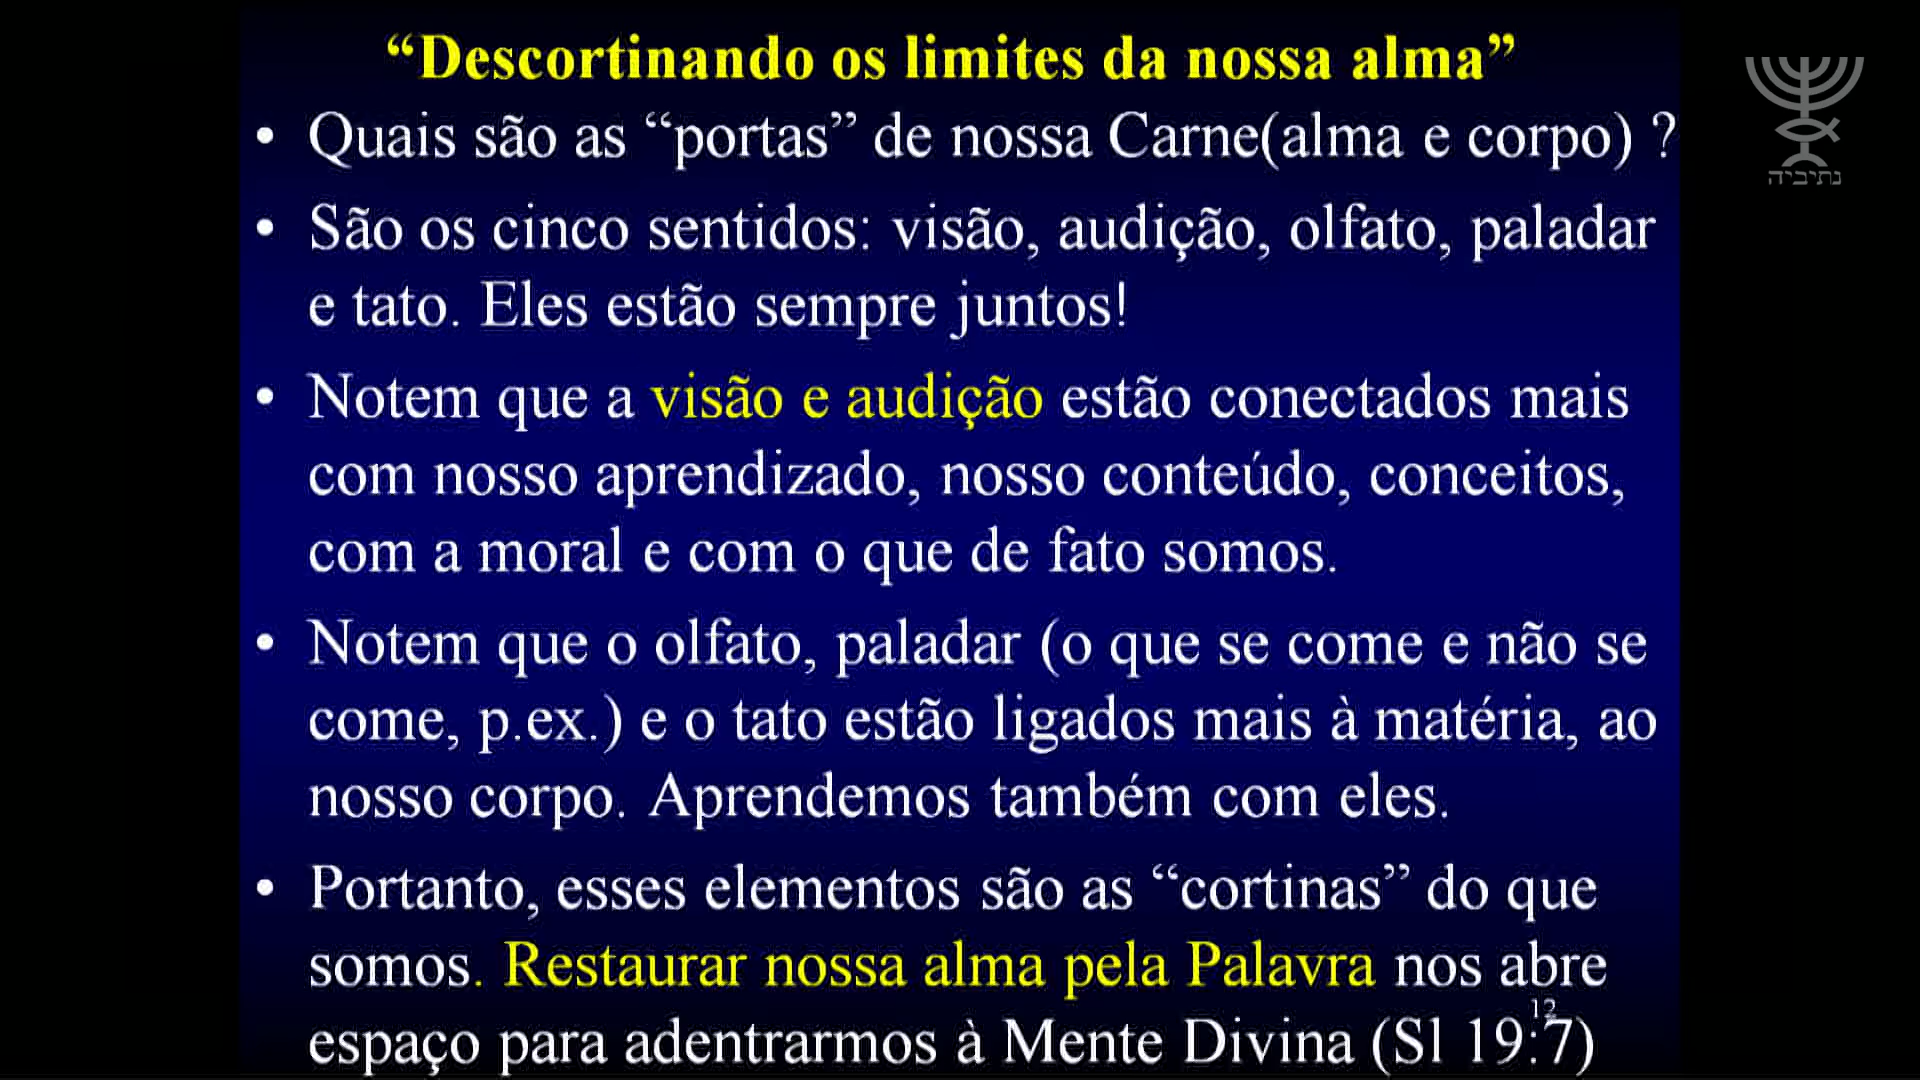 “Descortinando os limites da nossa alma”
• Quais são as “portas” de nossa Carne(alma e corpo) ?
• São os cinco sentidos: visão, audição, olfato, paladar
e tato. Eles estão sempre juntos!
• Notem que a visão e audição estão conectados mais
com nosso aprendizado, nosso conteúdo, conceitos,
com a moral e com o que de fato somos.
• Notem que o olfato, paladar (o que se come e não se
come, p.ex.) e o tato estão ligados mais à matéria, ao
nosso corpo. Aprendemos também com eles.
• Portanto, esses elementos são as “cortinas” do que
somos. Restaurar nossa alma pela Palavra nos abre
espaço para adentrarmos à Mente Divina (Sl 19:7)
12
נתיביה